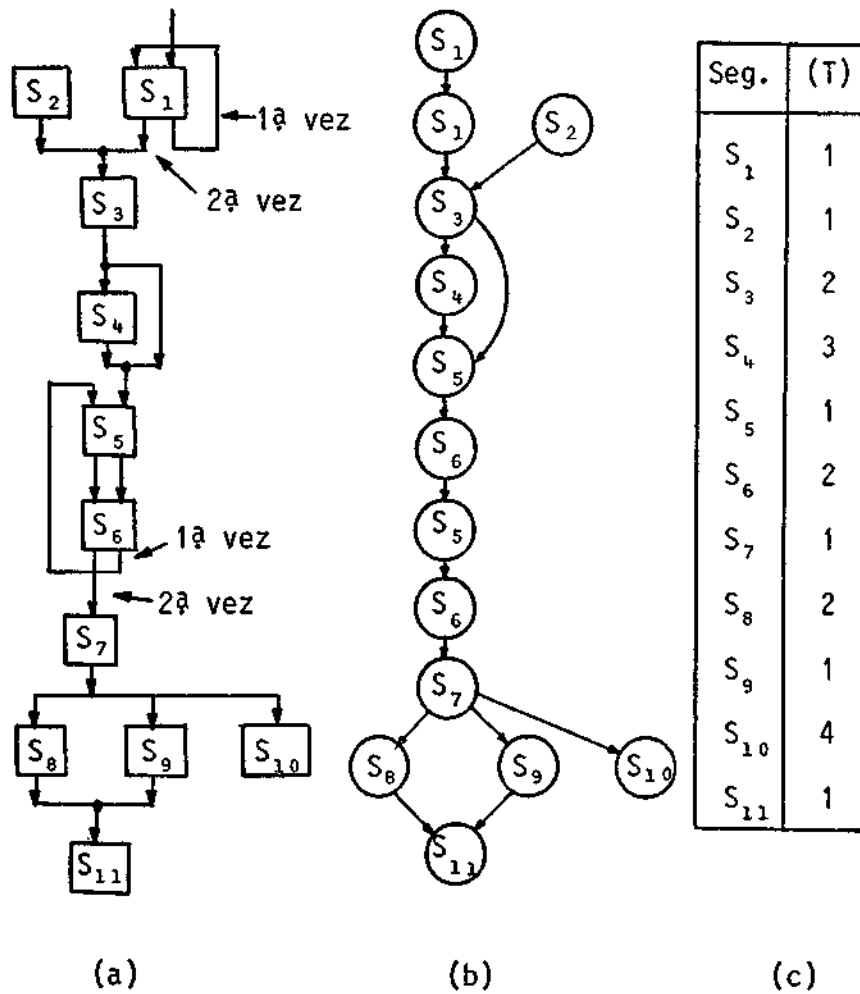 S₂
S₁
1ª vez
2ª vez
S₃
S₄
S₅
S₆
1ª vez
2ª vez
S₇
S₈
S₉
S₁₀
S₁₁
(a)
S₁
S₁
S₂
S₃
S₄
S₅
S₆
S₅
S₆
S₇
S₈
S₉
S₁₀
S₁₁
(b)
Seg. (T)
S₁ 1
S₂ 1
S₃ 2
S₄ 3
S₅ 1
S₆ 2
S₇ 1
S₈ 2
S₉ 1
S₁₀ 4
S₁₁ 1
(c)